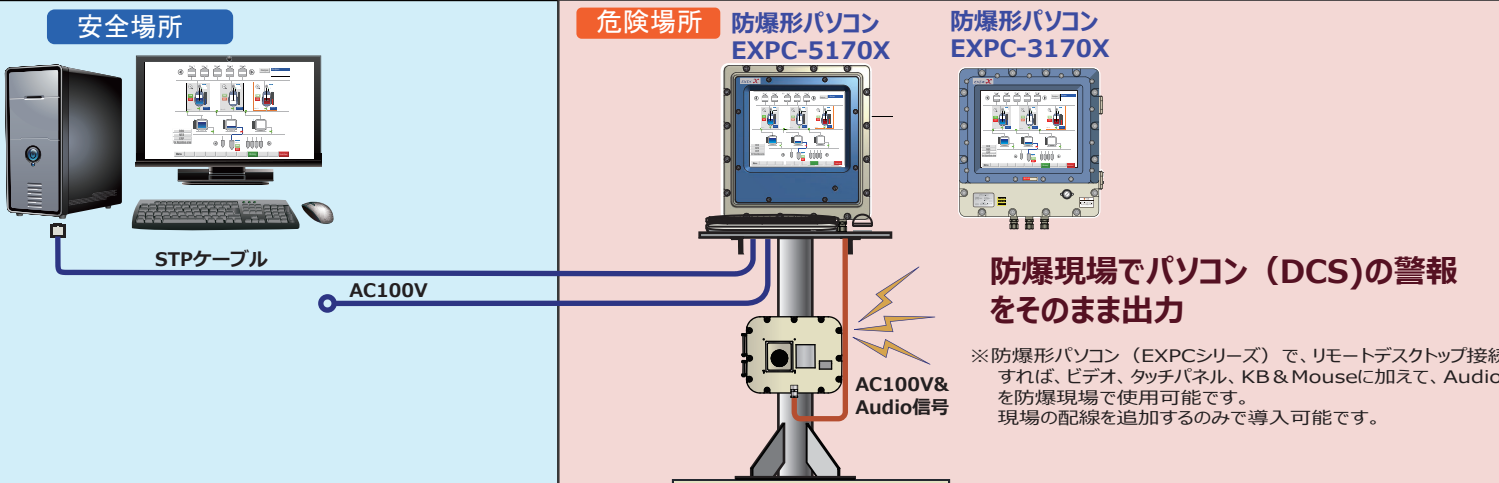 安全場所
危険場所
防爆形パソコン
EXPC-5170X
防爆形パソコン
EXPC-3170X
STPケーブル
AC100V
防爆現場でパソコン（DCS)の警報
をそのまま出力
※防爆形パソコン（EXPCシリーズ）で、リモートデスクトップ接続
すれば、ビデオ、タッチパネル、KB＆Mouseに加えて、Audio
を防爆現場で使用可能です。
現場の配線を追加するのみで導入可能です。
AC100V&
Audio信号